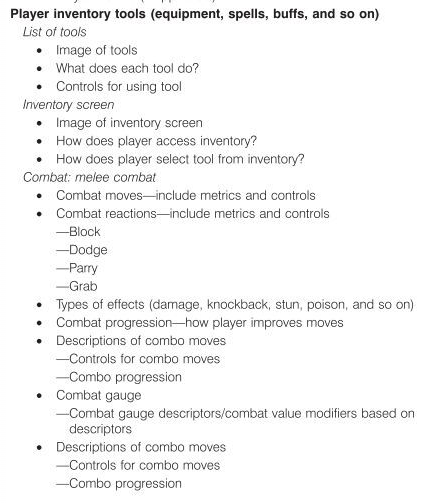 Player inventory tools (equipment, spells, buffs, and so on)
List of tools
• Image of tools
• What does each tool do?
• Controls for using tool
Inventory screen
• Image of inventory screen
• How does player access inventory?
• How does player select tool from inventory?
Combat: melee combat
• Combat moves—include metrics and controls
• Combat reactions—include metrics and controls
—Block
—Dodge
—Parry
—Grab
• Types of effects (damage, knockback, stun, poison, and so on)
• Combat progression—how player improves moves
• Descriptions of combo moves
—Controls for combo moves
—Combo progression
• Combat gauge
—Combat gauge descriptors/combat value modifiers based on
descriptors
• Descriptions of combo moves
—Controls for combo moves
—Combo progression